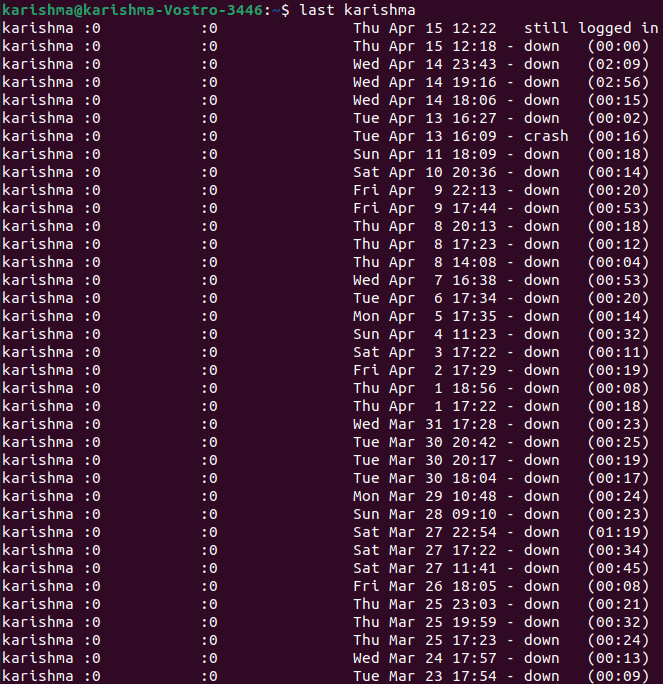 karishma@karishma-Vostro-3446:~$ last karishma
karishma :0           :0               Thu Apr 15 12:22   still logged in
karishma :0           :0               Thu Apr 15 12:18 - down   (00:00)
karishma :0           :0               Wed Apr 14 23:43 - down   (02:09)
karishma :0           :0               Wed Apr 14 19:16 - down   (02:56)
karishma :0           :0               Wed Apr 14 18:06 - down   (00:15)
karishma :0           :0               Tue Apr 13 16:27 - down   (00:02)
karishma :0           :0               Tue Apr 13 16:09 - crash  (00:16)
karishma :0           :0               Sun Apr 11 18:09 - down   (00:18)
karishma :0           :0               Sat Apr 10 20:36 - down   (00:14)
karishma :0           :0               Fri Apr  9 22:13 - down   (00:20)
karishma :0           :0               Fri Apr  9 17:44 - down   (00:53)
karishma :0           :0               Thu Apr  8 20:13 - down   (00:18)
karishma :0           :0               Thu Apr  8 17:23 - down   (00:12)
karishma :0           :0               Thu Apr  8 14:08 - down   (00:04)
karishma :0           :0               Wed Apr  7 16:38 - down   (00:53)
karishma :0           :0               Tue Apr  6 17:34 - down   (00:20)
karishma :0           :0               Mon Apr  5 17:35 - down   (00:14)
karishma :0           :0               Sun Apr  4 11:23 - down   (00:32)
karishma :0           :0               Sat Apr  3 17:22 - down   (00:11)
karishma :0           :0               Fri Apr  2 17:29 - down   (00:19)
karishma :0           :0               Thu Apr  1 18:56 - down   (00:08)
karishma :0           :0               Thu Apr  1 17:22 - down   (00:18)
karishma :0           :0               Wed Mar 31 17:28 - down   (00:23)
karishma :0           :0               Tue Mar 30 20:42 - down   (00:25)
karishma :0           :0               Tue Mar 30 20:17 - down   (00:19)
karishma :0           :0               Tue Mar 30 18:04 - down   (00:17)
karishma :0           :0               Mon Mar 29 10:48 - down   (00:24)
karishma :0           :0               Sun Mar 28 09:10 - down   (00:23)
karishma :0           :0               Sat Mar 27 22:54 - down   (01:19)
karishma :0           :0               Sat Mar 27 17:22 - down   (00:34)
karishma :0           :0               Sat Mar 27 11:41 - down   (00:45)
karishma :0           :0               Fri Mar 26 18:05 - down   (00:08)
karishma :0           :0               Thu Mar 25 23:03 - down   (00:21)
karishma :0           :0               Thu Mar 25 19:59 - down   (00:32)
karishma :0           :0               Thu Mar 25 17:23 - down   (00:24)
karishma :0           :0               Wed Mar 24 17:57 - down   (00:13)
karishma :0           :0               Tue Mar 23 17:54 - down   (00:09)